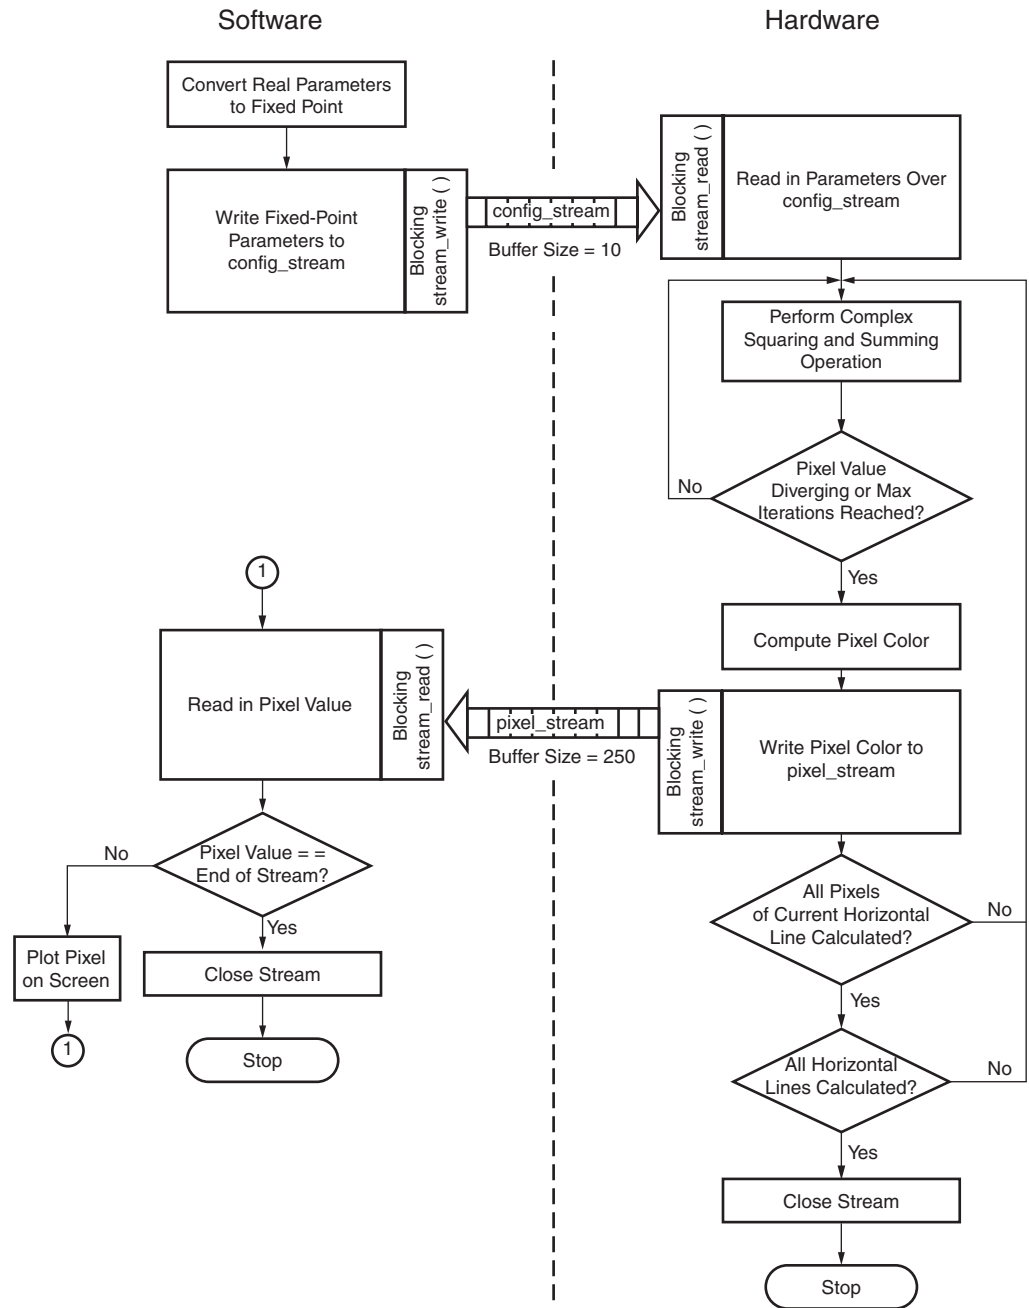 Software
Hardware
Convert Real Parameters
to Fixed Point
Write Fixed-Point
Parameters to
config_stream
Blocking
stream_write ( )
config_stream
Buffer Size = 10
Blocking
stream_read ( )
Read in Parameters Over
config_stream
Perform Complex
Squaring and Summing
Operation
Pixel Value
Diverging or Max
Iterations Reached?
No
Yes
Compute Pixel Color
1
Read in Pixel Value
Blocking
stream_read ( )
pixel_stream
Buffer Size = 250
Blocking
stream_write ( )
Write Pixel Color to
pixel_stream
Pixel Value = =
End of Stream?
No
Yes
Plot Pixel
on Screen
1
Close Stream
Stop
All Pixels
of Current Horizontal
Line Calculated?
No
Yes
All Horizontal
Lines Calculated?
No
Yes
Close Stream
Stop